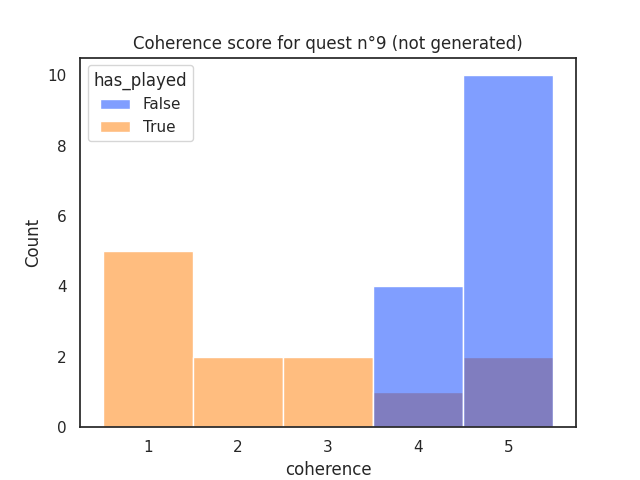 Coherence score for quest n°9 (not generated)
has_played
False
True
Count
10
8
6
4
2
0
1 2 3 4 5
coherence